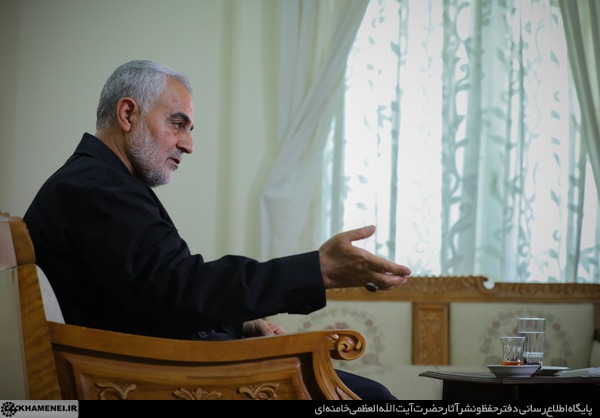 KHAMENEI.IR
پایگاه اطلاع‌رسانی دفتر حفظ و نشر آثار حضرت آیت‌الله‌العظمی خامنه‌ای